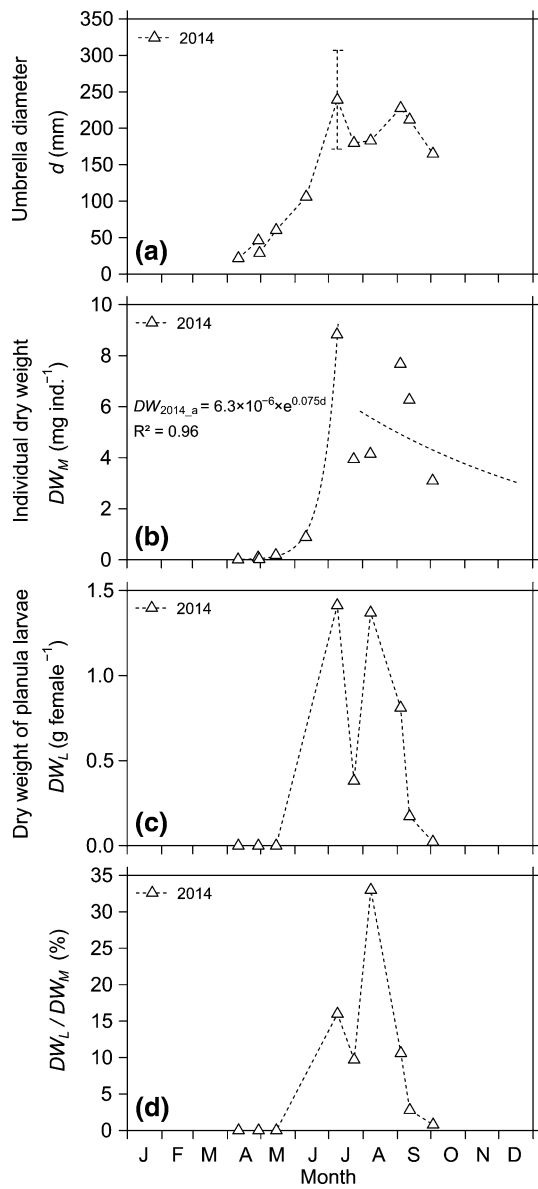 350
300
250
200
150
100
50
0
Umbrella diameter
d (mm)
2014
(a)
10
8
6
4
2
0
Individual dry weight
DW_M (mg ind.⁻¹)
2014
DW_2014_a = 6.3×10⁻⁶×e^0.075d
R² = 0.96
(b)
1.5
1.0
0.5
0.0
Dry weight of planula larvae
DW_L (g female⁻¹)
2014
(c)
35
30
25
20
15
10
5
0
DW_L / DW_M (%)
2014
(d)
J F M A M J J A S O N D
Month